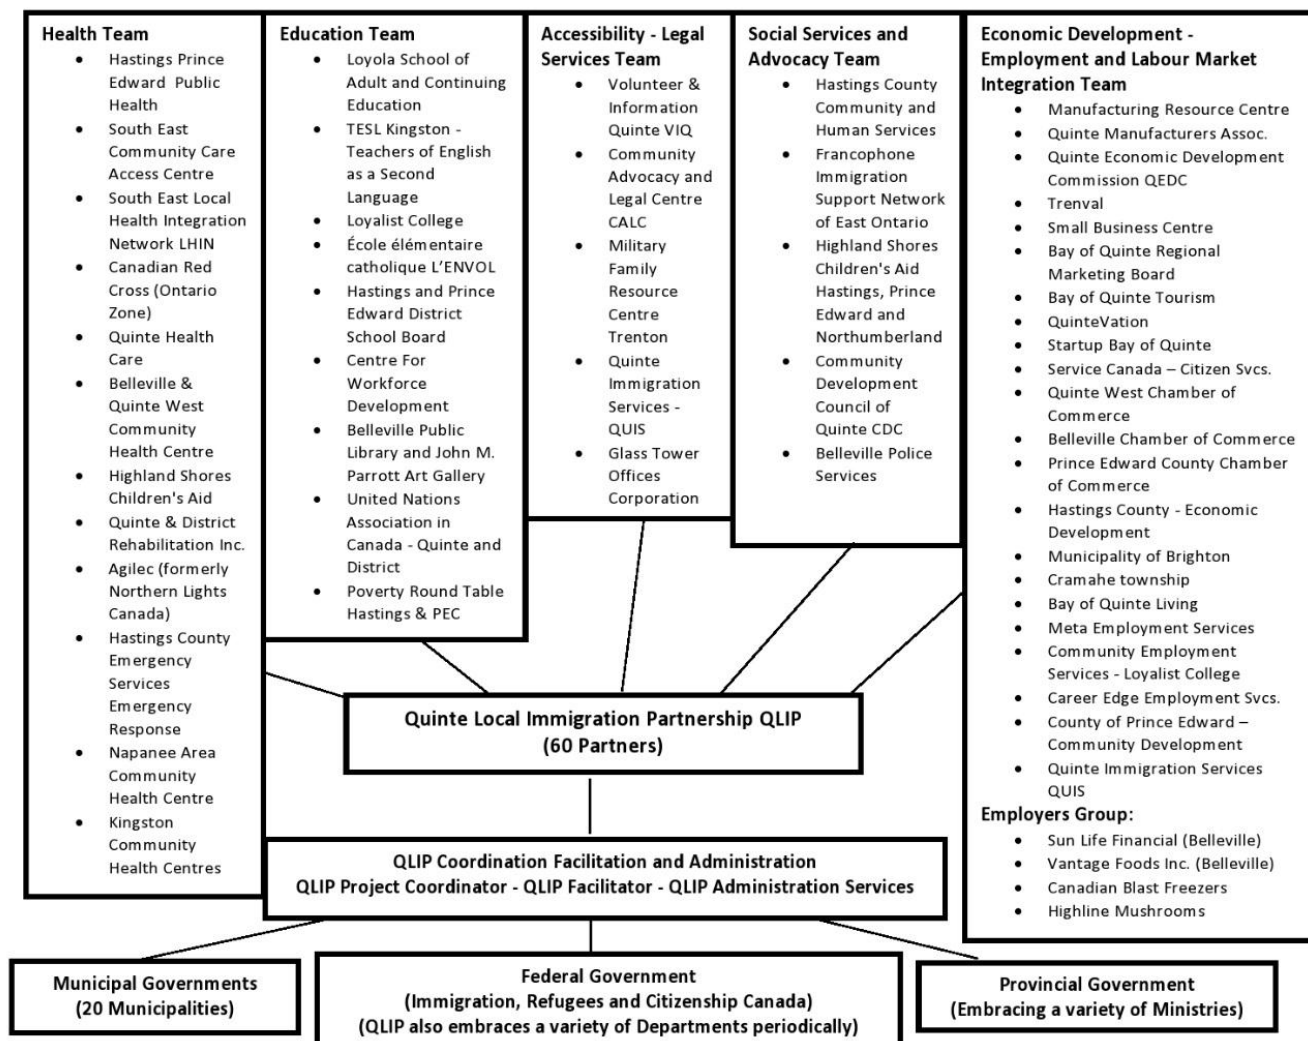 Health Team
• Hastings Prince
Edward Public
Health
• South East
Community Care
Access Centre
• South East Local
Health Integration
Network LHIN
• Canadian Red
Cross (Ontario
Zone)
• Quinte Health
Care
• Belleville &
Quinte West
Community
Health Centre
• Highland Shores
Children's Aid
• Quinte & District
Rehabilitation Inc.
• Agilec (formerly
Northern Lights
Canada)
• Hastings County
Emergency
Services
Emergency
Response
• Napanee Area
Community
Health Centre
• Kingston
Community
Health Centres
Education Team
• Loyola School of
Adult and Continuing
Education
• TESL Kingston -
Teachers of English
as a Second
Language
• Loyalist College
• École élémentaire
catholique L’ENVOL
• Hastings and Prince
Edward District
School Board
• Centre For
Workforce
Development
• Belleville Public
Library and John M.
Parrott Art Gallery
• United Nations
Association in
Canada - Quinte and
District
• Poverty Round Table
Hastings & PEC
Accessibility - Legal
Services Team
• Volunteer &
Information
Quinte VIQ
• Community
Advocacy and
Legal Centre
CALC
• Military
Family
Resource
Centre
Trenton
• Quinte
Immigration
Services -
QUIS
• Glass Tower
Offices
Corporation
Social Services and
Advocacy Team
• Hastings County
Community and
Human Services
• Francophone
Immigration
Support Network
of East Ontario
• Highland Shores
Children's Aid
Hastings, Prince
Edward and
Northumberland
• Community
Development
Council of
Quinte CDC
• Belleville Police
Services
Economic Development -
Employment and Labour Market
Integration Team
• Manufacturing Resource Centre
• Quinte Manufacturers Assoc.
• Quinte Economic Development
Commission QEDC
• Trenval
• Small Business Centre
• Bay of Quinte Regional
Marketing Board
• Bay of Quinte Tourism
• QuinteVation
• Startup Bay of Quinte
• Service Canada – Citizen Svcs.
• Quinte West Chamber of
Commerce
• Belleville Chamber of Commerce
• Prince Edward County Chamber
of Commerce
• Hastings County - Economic
Development
• Municipality of Brighton
• Cramahe township
• Bay of Quinte Living
• Meta Employment Services
• Community Employment
Services - Loyalist College
• Career Edge Employment Svcs.
• County of Prince Edward –
Community Development
• Quinte Immigration Services
QUIS
Employers Group:
• Sun Life Financial (Belleville)
• Vantage Foods Inc. (Belleville)
• Canadian Blast Freezers
• Highline Mushrooms
Quinte Local Immigration Partnership QLIP
(60 Partners)
QLIP Coordination Facilitation and Administration
QLIP Project Coordinator - QLIP Facilitator - QLIP Administration Services
Municipal Governments
(20 Municipalities)
Federal Government
(Immigration, Refugees and Citizenship Canada)
(QLIP also embraces a variety of Departments periodically)
Provincial Government
(Embracing a variety of Ministries)